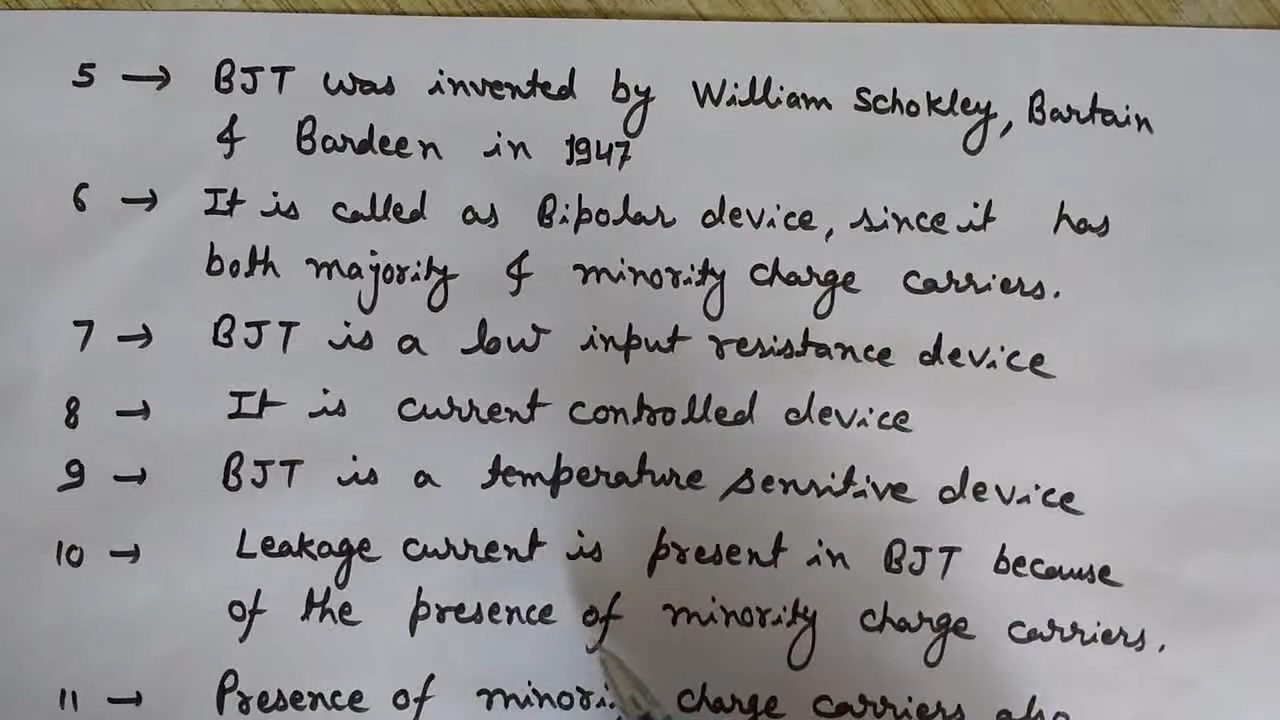 5 → BJT was invented by William Schokley, Bartain
& Bardeen in 1947
6 → It is called as Bipolar device, since it has
both majority & minority charge carriers.
7 → BJT is a low input resistance device
8 → It is current controlled device
9 → BJT is a temperature sensitive device
10 → Leakage current is present in BJT because
of the presence of minority charge carriers.
11 → Presence of charge carriers also